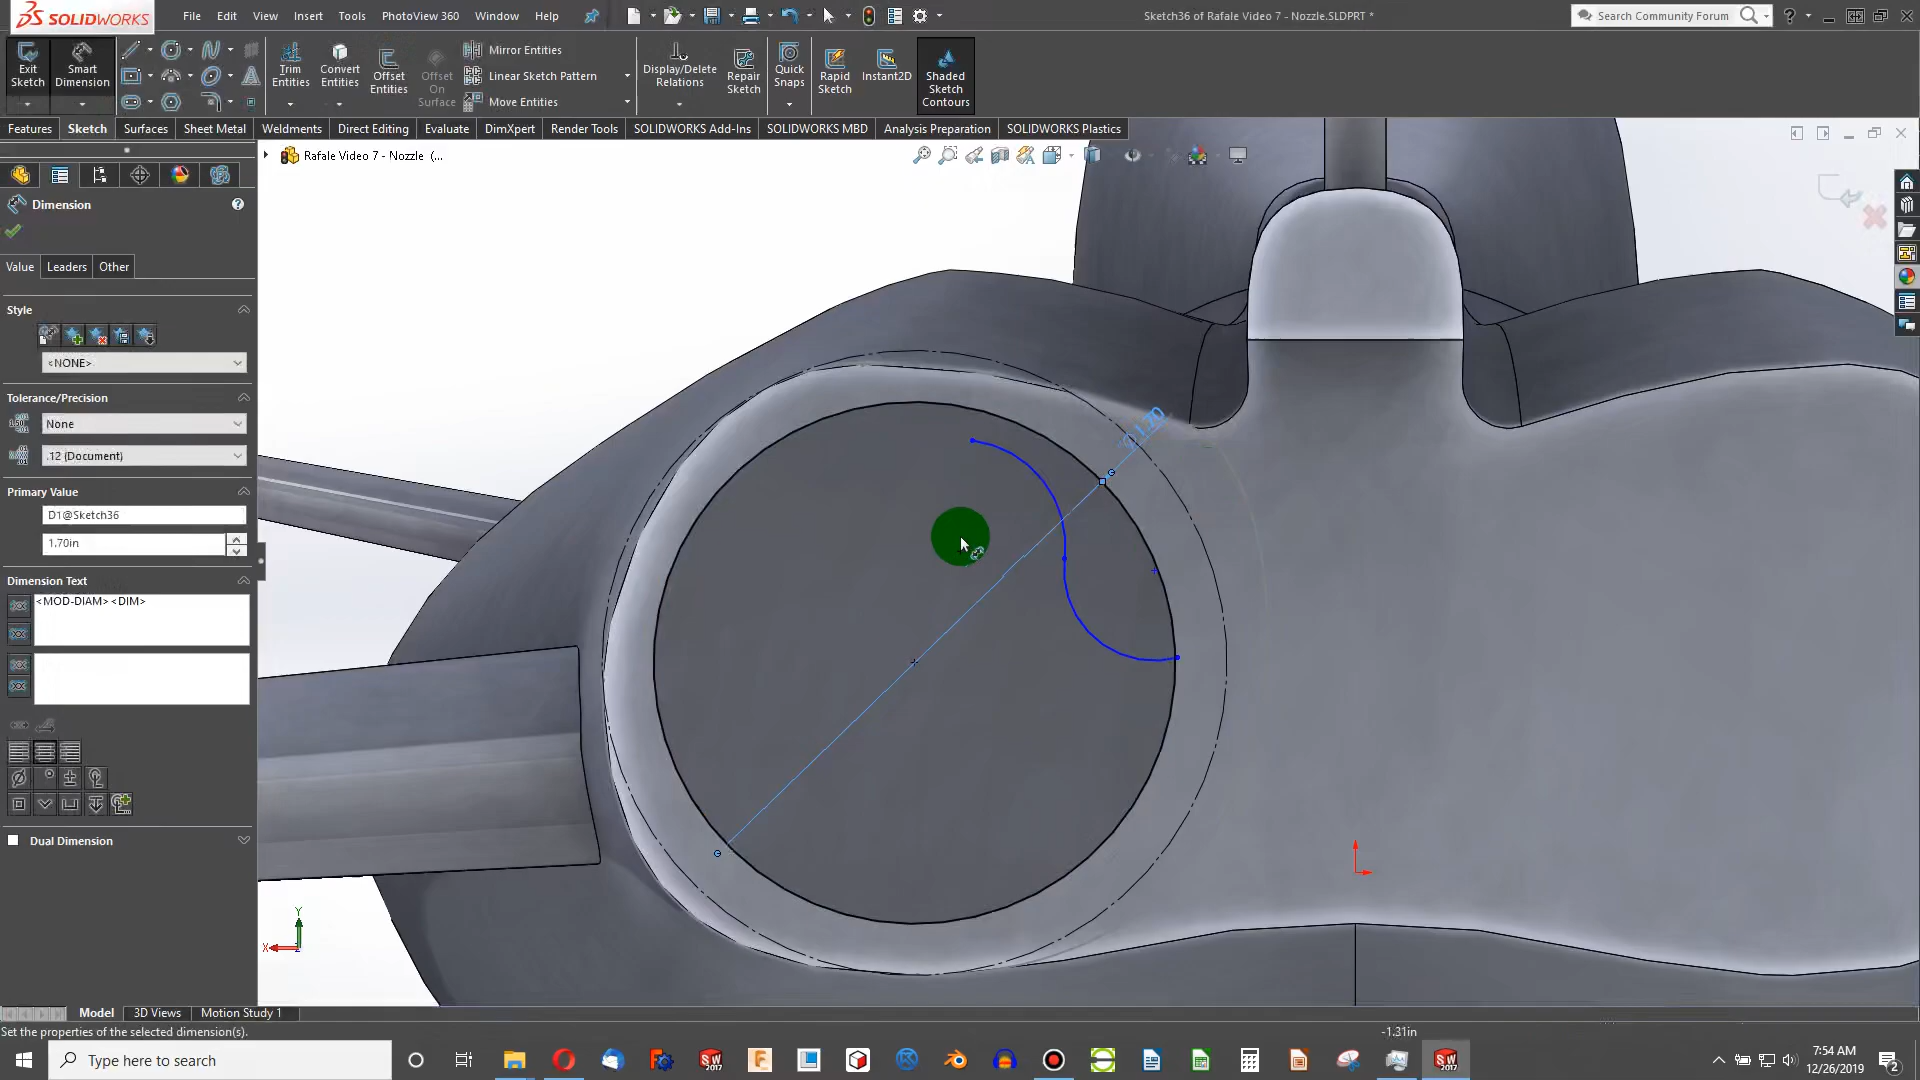 SOLIDWORKS
File Edit View Insert Tools PhotoView 360 Window Help
Sketch36 of Rafale Video 7 - Nozzle.SLDPRT *
Search Community Forum
Exit Sketch
Smart Dimension
Trim Entities
Convert Entities
Offset Entities
Offset On Surface
Mirror Entities
Linear Sketch Pattern
Move Entities
Display/Delete Relations
Repair Sketch
Quick Snaps
Rapid Sketch
Instant2D
Shaded Sketch Contours
Features Sketch Surfaces Sheet Metal Weldments Direct Editing Evaluate DimXpert Render Tools SOLIDWORKS Add-Ins SOLIDWORKS MBD Analysis Preparation SOLIDWORKS Plastics
Rafale Video 7 - Nozzle (...
Dimension
Value Leaders Other
Style
<NONE>
Tolerance/Precision
None
.12 (Document)
Primary Value
D1@Sketch36
1.70in
Dimension Text
<MOD-DIAM><DIM>
Dual Dimension
∅1.70
Y
X
Z
Model 3D Views Motion Study 1
Set the properties of the selected dimension(s).
-1.31in
Type here to search
7:54 AM
12/26/2019
2